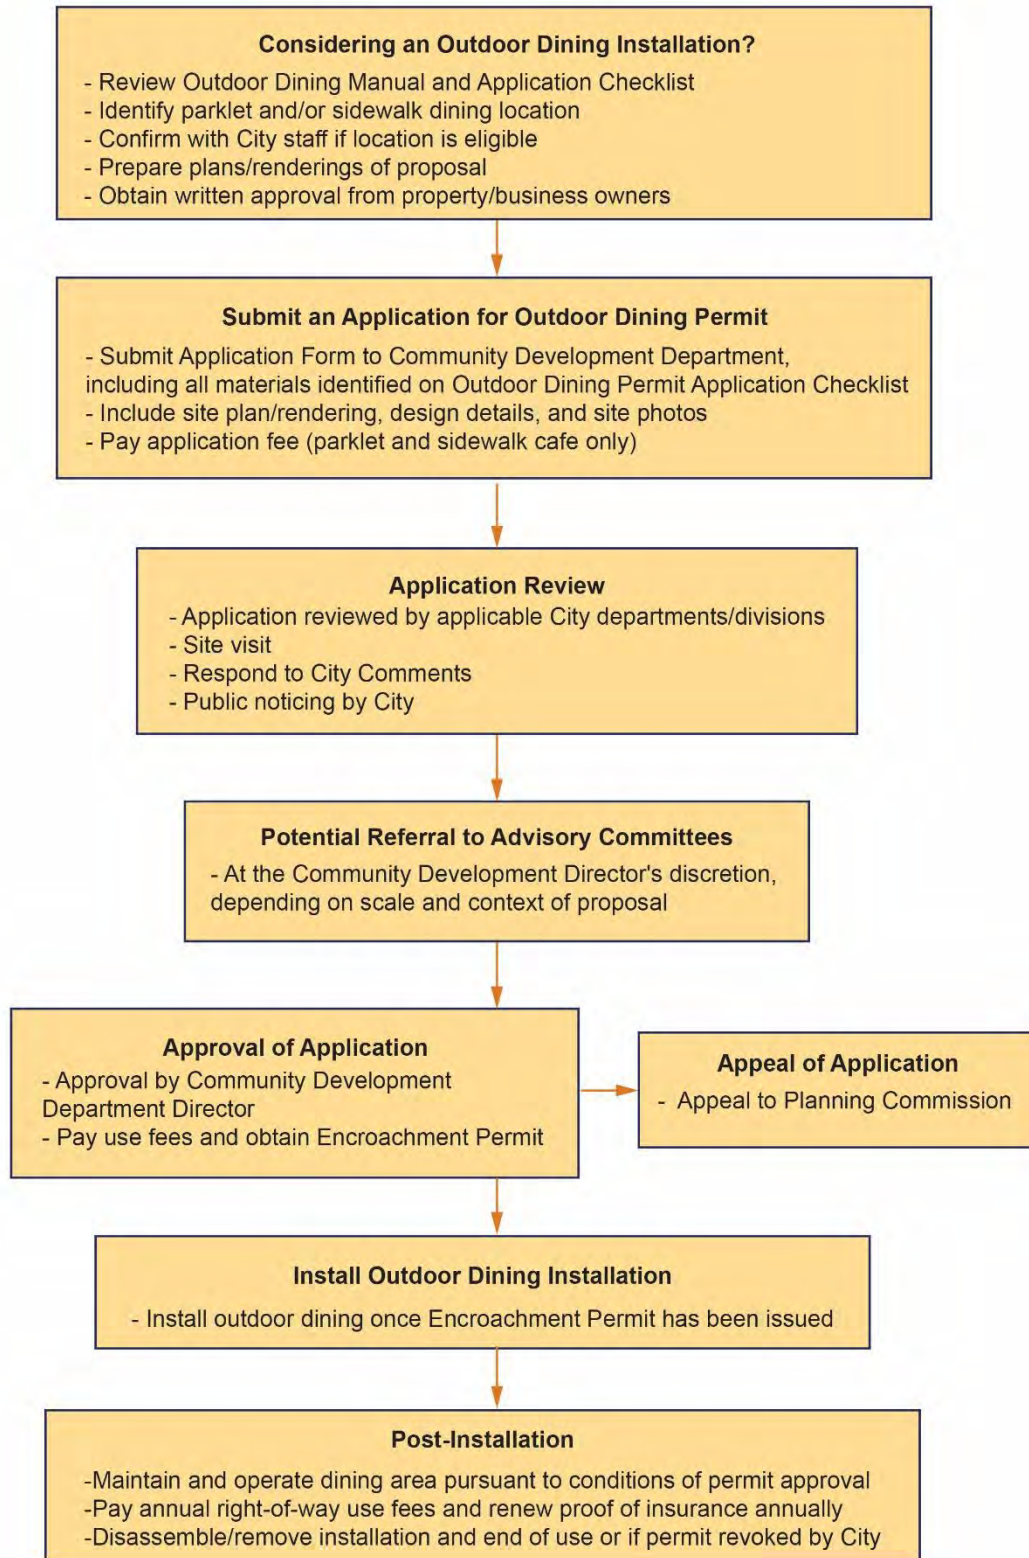 Considering an Outdoor Dining Installation?
- Review Outdoor Dining Manual and Application Checklist
- Identify parklet and/or sidewalk dining location
- Confirm with City staff if location is eligible
- Prepare plans/renderings of proposal
- Obtain written approval from property/business owners
Submit an Application for Outdoor Dining Permit
- Submit Application Form to Community Development Department,
including all materials identified on Outdoor Dining Permit Application Checklist
- Include site plan/rendering, design details, and site photos
- Pay application fee (parklet and sidewalk cafe only)
Application Review
- Application reviewed by applicable City departments/divisions
- Site visit
- Respond to City Comments
- Public noticing by City
Potential Referral to Advisory Committees
- At the Community Development Director's discretion,
depending on scale and context of proposal
Approval of Application
- Approval by Community Development
Department Director
- Pay use fees and obtain Encroachment Permit
Appeal of Application
- Appeal to Planning Commission
Install Outdoor Dining Installation
- Install outdoor dining once Encroachment Permit has been issued
Post-Installation
-Maintain and operate dining area pursuant to conditions of permit approval
-Pay annual right-of-way use fees and renew proof of insurance annually
-Disassemble/remove installation and end of use or if permit revoked by City